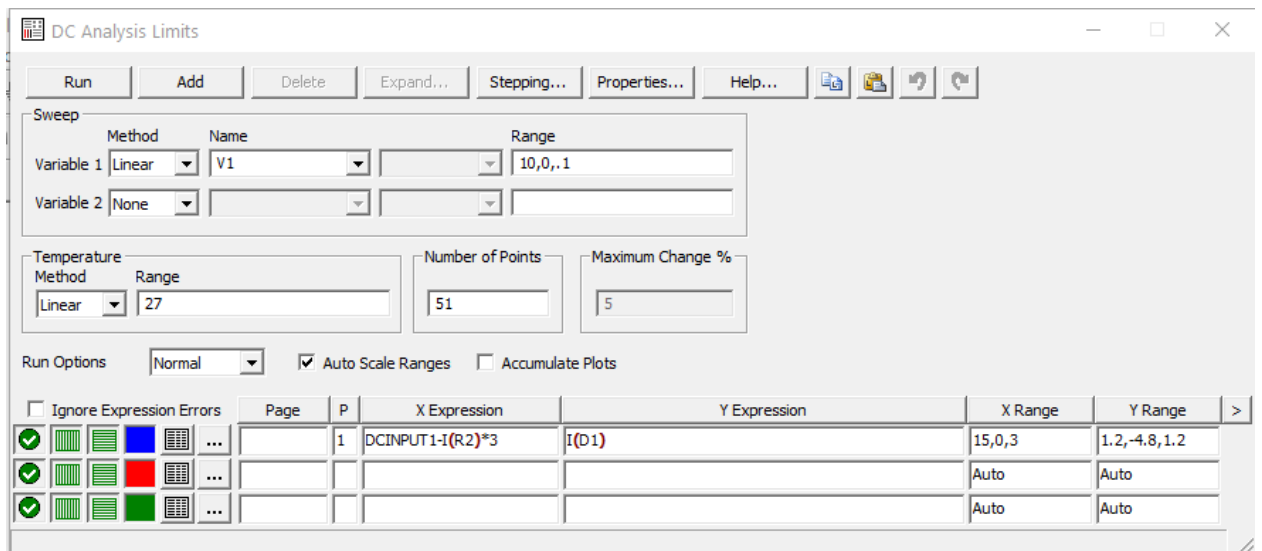 DC Analysis Limits
Run Add Delete Expand... Stepping... Properties... Help...
Sweep
Method Name Range
Variable 1 Linear V1 10,0,.1
Variable 2 None
Temperature Number of Points Maximum Change %
Method Range
Linear 27 51 5
Run Options Normal Auto Scale Ranges Accumulate Plots
Ignore Expression Errors Page P X Expression Y Expression X Range Y Range >
... 1 DCINPUT1-I(R2)*3 I(D1) 15,0,3 1.2,-4.8,1.2
... Auto Auto
... Auto Auto